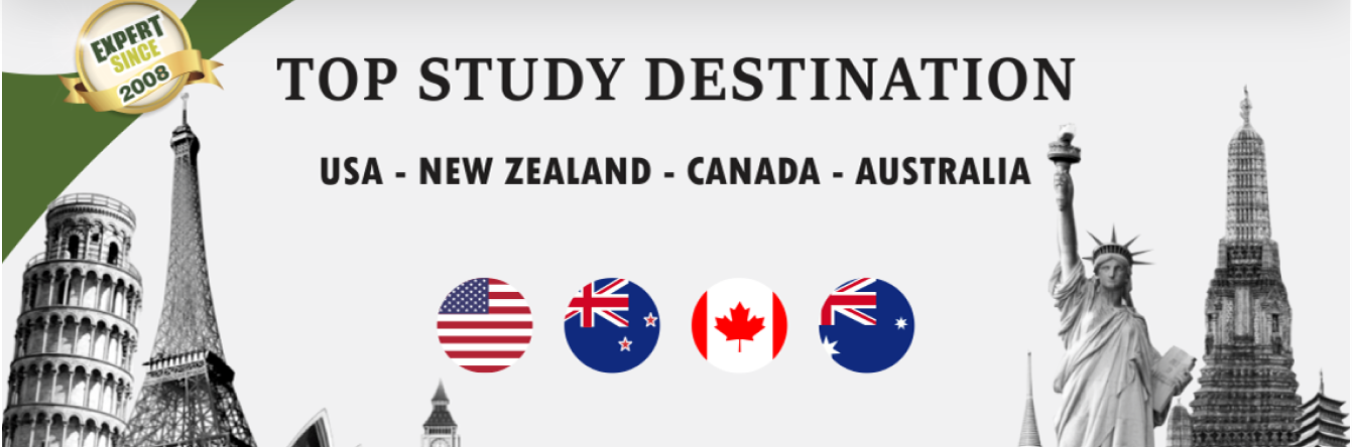 EXPERT
SINCE
2008
TOP STUDY DESTINATION
USA - NEW ZEALAND - CANADA - AUSTRALIA